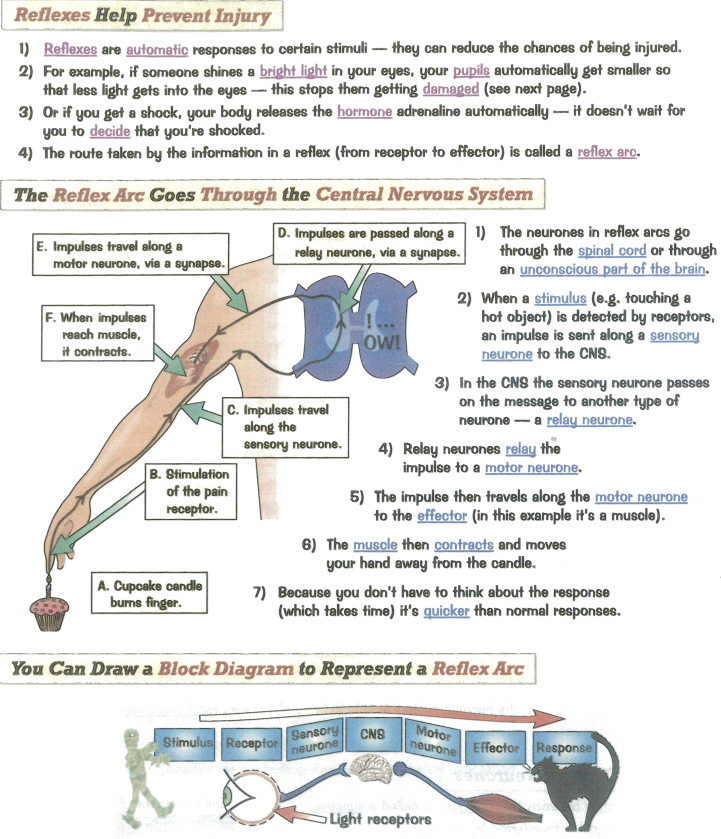 Reflexes Help Prevent Injury
1) Reflexes are automatic responses to certain stimuli — they can reduce the chances of being injured.
2) For example, if someone shines a bright light in your eyes, your pupils automatically get smaller so
that less light gets into the eyes — this stops them getting damaged (see next page).
3) Or if you get a shock, your body releases the hormone adrenaline automatically — it doesn't wait for
you to decide that you're shocked.
4) The route taken by the information in a reflex (from receptor to effector) is called a reflex arc.
The Reflex Arc Goes Through the Central Nervous System
E. Impulses travel along a
motor neurone, via a synapse.
D. Impulses are passed along a
relay neurone, via a synapse.
F. When impulses
reach muscle,
it contracts.
!...
OW!
C. Impulses travel
along the
sensory neurone.
B. Stimulation
of the pain
receptor.
A. Cupcake candle
burns finger.
1) The neurones in reflex arcs go
through the spinal cord or through
an unconscious part of the brain.
2) When a stimulus (e.g. touching a
hot object) is detected by receptors,
an impulse is sent along a sensory
neurone to the CNS.
3) In the CNS the sensory neurone passes
on the message to another type of
neurone — a relay neurone.
4) Relay neurones relay the
impulse to a motor neurone.
5) The impulse then travels along the motor neurone
to the effector (in this example it's a muscle).
6) The muscle then contracts and moves
your hand away from the candle.
7) Because you don't have to think about the response
(which takes time) it's quicker than normal responses.
You Can Draw a Block Diagram to Represent a Reflex Arc
Stimulus
Receptor
Sensory
neurone
CNS
Motor
neurone
Effector
Response
Light receptors